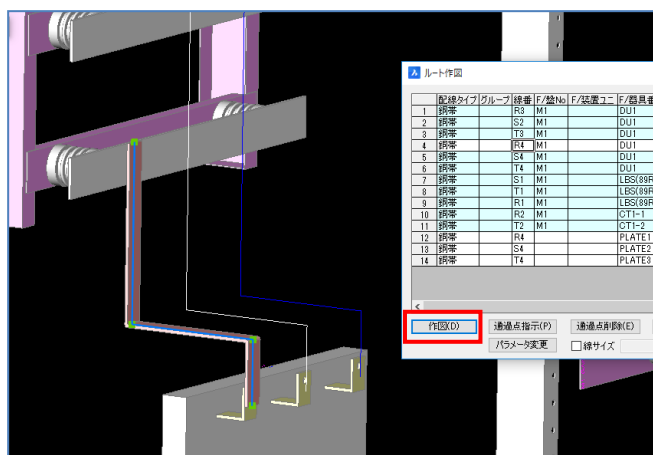 ルート作図
配線タイプ グループ 線番 F/盤No F/装置ユニ F/器具番
1 銅帯 R3 M1 DU1
2 銅帯 S2 M1 DU1
3 銅帯 T3 M1 DU1
4 銅帯 R4 M1 DU1
5 銅帯 S4 M1 DU1
6 銅帯 T4 M1 DU1
7 銅帯 S1 M1 LBS(89R
8 銅帯 T1 M1 LBS(89R
9 銅帯 R1 M1 LBS(89R
10 銅帯 R2 M1 CT1-1
11 銅帯 T2 M1 CT1-2
12 銅帯 R4 PLATE1
13 銅帯 S4 PLATE2
14 銅帯 T4 PLATE3
作図(D) 通過点指示(P) 通過点削除(E)
パラメータ変更 線サイズ